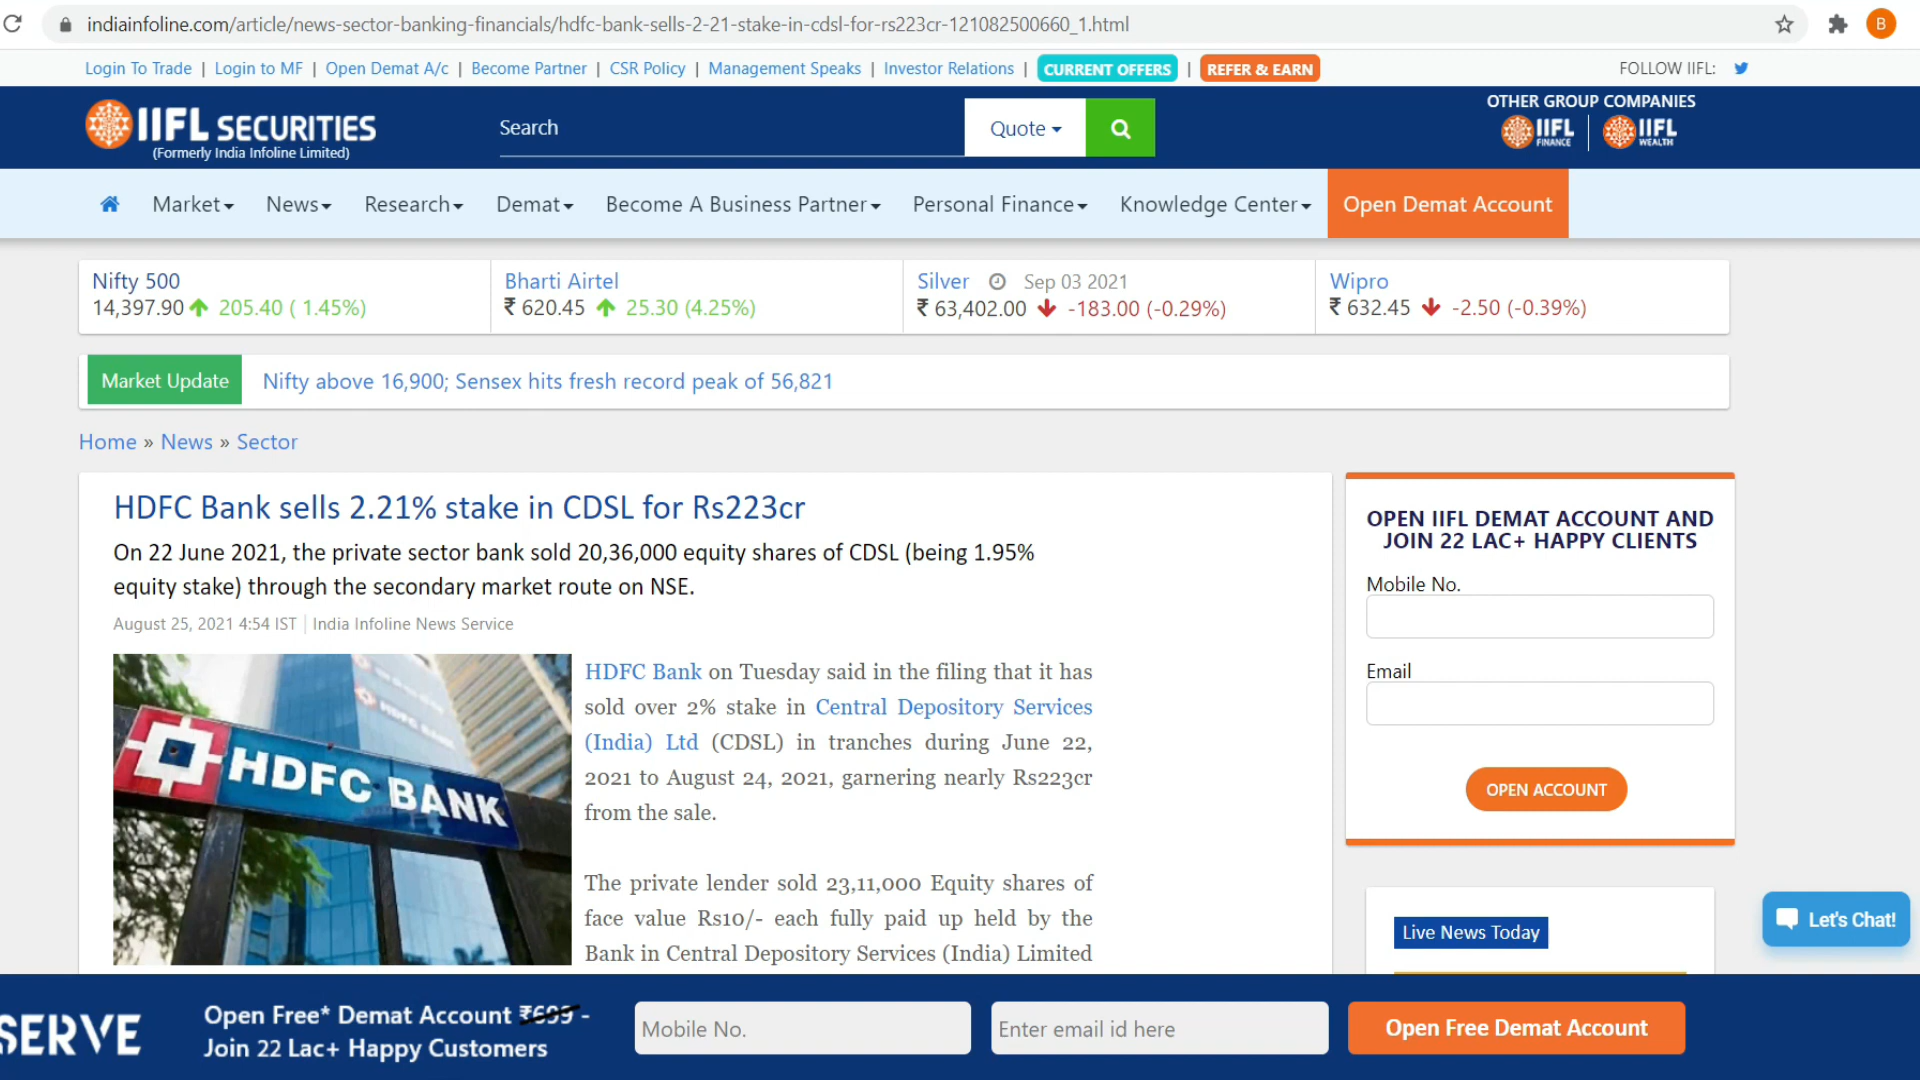 indiainfoline.com/article/news-sector-banking-financials/hdfc-bank-sells-2-21-stake-in-cdsl-for-rs223cr-121082500660_1.html
B
Login To Trade | Login to MF | Open Demat A/c | Become Partner | CSR Policy | Management Speaks | Investor Relations | CURRENT OFFERS | REFER & EARN FOLLOW IIFL:
IIFL SECURITIES
(Formerly India Infoline Limited)
Search
Quote
OTHER GROUP COMPANIES
IIFL FINANCE
IIFL WEALTH
Market News Research Demat Become A Business Partner Personal Finance Knowledge Center Open Demat Account
Nifty 500
14,397.90 205.40 ( 1.45%)
Bharti Airtel
₹ 620.45 25.30 (4.25%)
Silver Sep 03 2021
₹ 63,402.00 -183.00 (-0.29%)
Wipro
₹ 632.45 -2.50 (-0.39%)
Market Update Nifty above 16,900; Sensex hits fresh record peak of 56,821
Home » News » Sector
HDFC Bank sells 2.21% stake in CDSL for Rs223cr
On 22 June 2021, the private sector bank sold 20,36,000 equity shares of CDSL (being 1.95%
equity stake) through the secondary market route on NSE.
August 25, 2021 4:54 IST | India Infoline News Service
HDFC BANK
HDFC Bank on Tuesday said in the filing that it has
sold over 2% stake in Central Depository Services
(India) Ltd (CDSL) in tranches during June 22,
2021 to August 24, 2021, garnering nearly Rs223cr
from the sale.
The private lender sold 23,11,000 Equity shares of
face value Rs10/- each fully paid up held by the
Bank in Central Depository Services (India) Limited
OPEN IIFL DEMAT ACCOUNT AND
JOIN 22 LAC+ HAPPY CLIENTS
Mobile No.
Email
OPEN ACCOUNT
Live News Today
Let's Chat!
SERVE
Open Free* Demat Account ₹699 -
Join 22 Lac+ Happy Customers
Mobile No.
Enter email id here
Open Free Demat Account